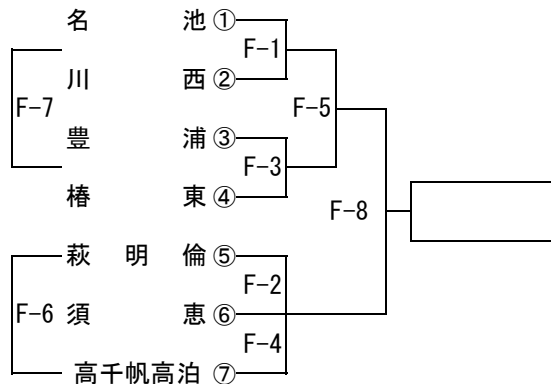 名池①
F-1
川西②
F-7
F-5
豊浦③
F-3
椿東④
F-8
萩明倫⑤
F-2
F-6 須恵⑥
F-4
高千帆高泊⑦